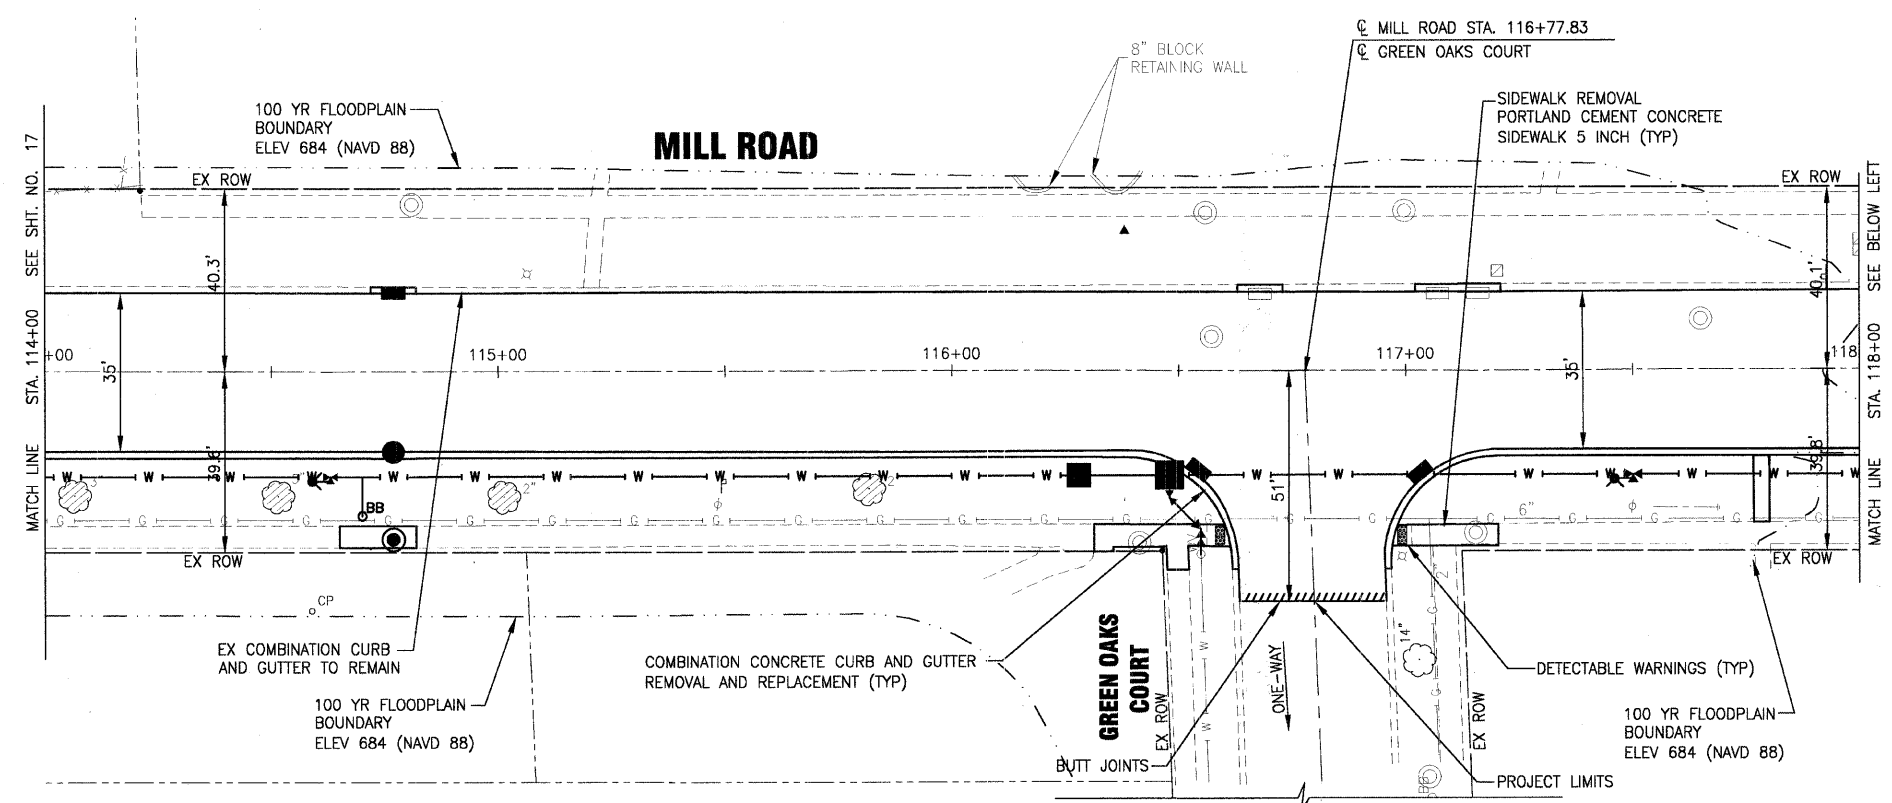 ℄ MILL ROAD STA. 116+77.83
℄ GREEN OAKS COURT
8" BLOCK
RETAINING WALL
SIDEWALK REMOVAL
PORTLAND CEMENT CONCRETE
SIDEWALK 5 INCH (TYP)
100 YR FLOODPLAIN
BOUNDARY
ELEV 684 (NAVD 88)
MILL ROAD
EX ROW
EX ROW
MATCH LINE STA. 114+00 SEE SHT. NO. 17
MATCH LINE STA. 118+00 SEE BELOW LEFT
40.3'
40.1'
+00
115+00
116+00
117+00
118
35'
35'
39.6'
39.8'
51'
W W W W W W W W W W W W W W W W W W
2"
2
BB
G G G G G G G G G G G G G G G
6"
EX ROW
EX ROW
CP
2"
14"
EX COMBINATION CURB
AND GUTTER TO REMAIN
COMBINATION CONCRETE CURB AND GUTTER
REMOVAL AND REPLACEMENT (TYP)
GREEN OAKS
COURT
EX ROW
W
W
ONE-WAY
G
G
EX ROW
DETECTABLE WARNINGS (TYP)
100 YR FLOODPLAIN
BOUNDARY
ELEV 684 (NAVD 88)
100 YR FLOODPLAIN
BOUNDARY
ELEV 684 (NAVD 88)
BUTT JOINTS
PROJECT LIMITS